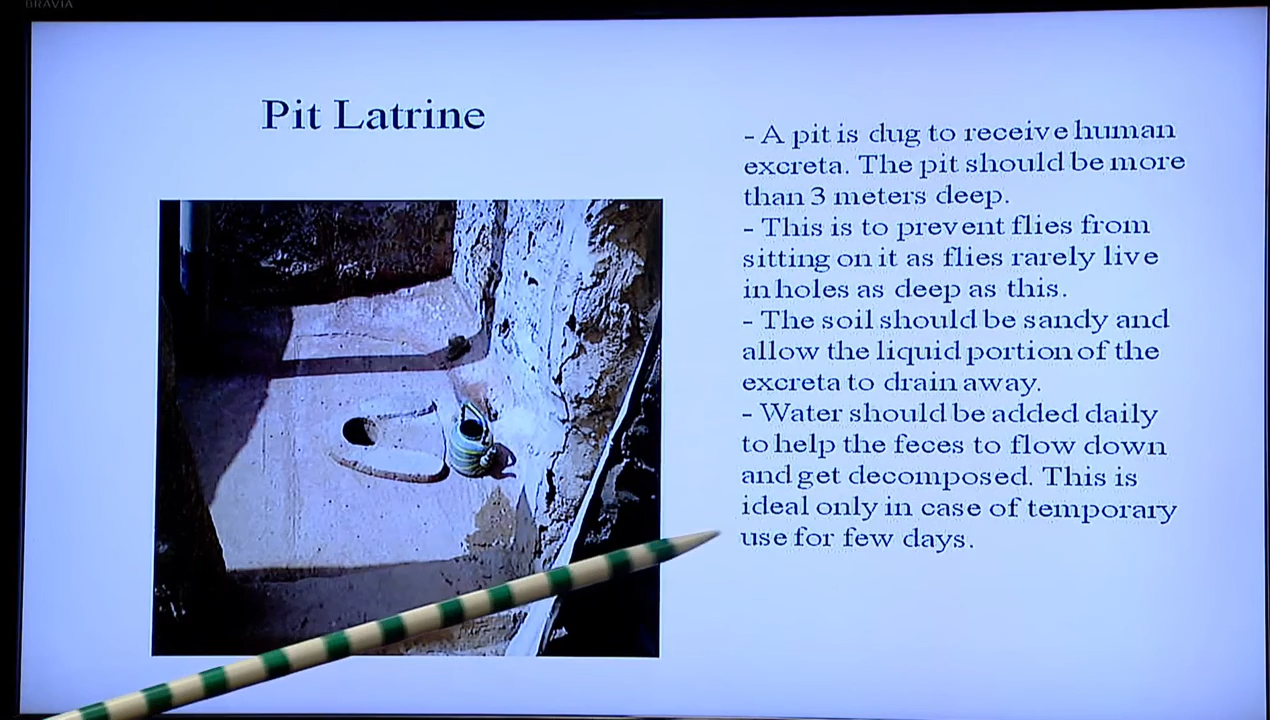 BRAVIA
Pit Latrine
- A pit is dug to receive human
excreta. The pit should be more
than 3 meters deep.
- This is to prevent flies from
sitting on it as flies rarely live
in holes as deep as this.
- The soil should be sandy and
allow the liquid portion of the
excreta to drain away.
- Water should be added daily
to help the feces to flow down
and get decomposed. This is
ideal only in case of temporary
use for few days.